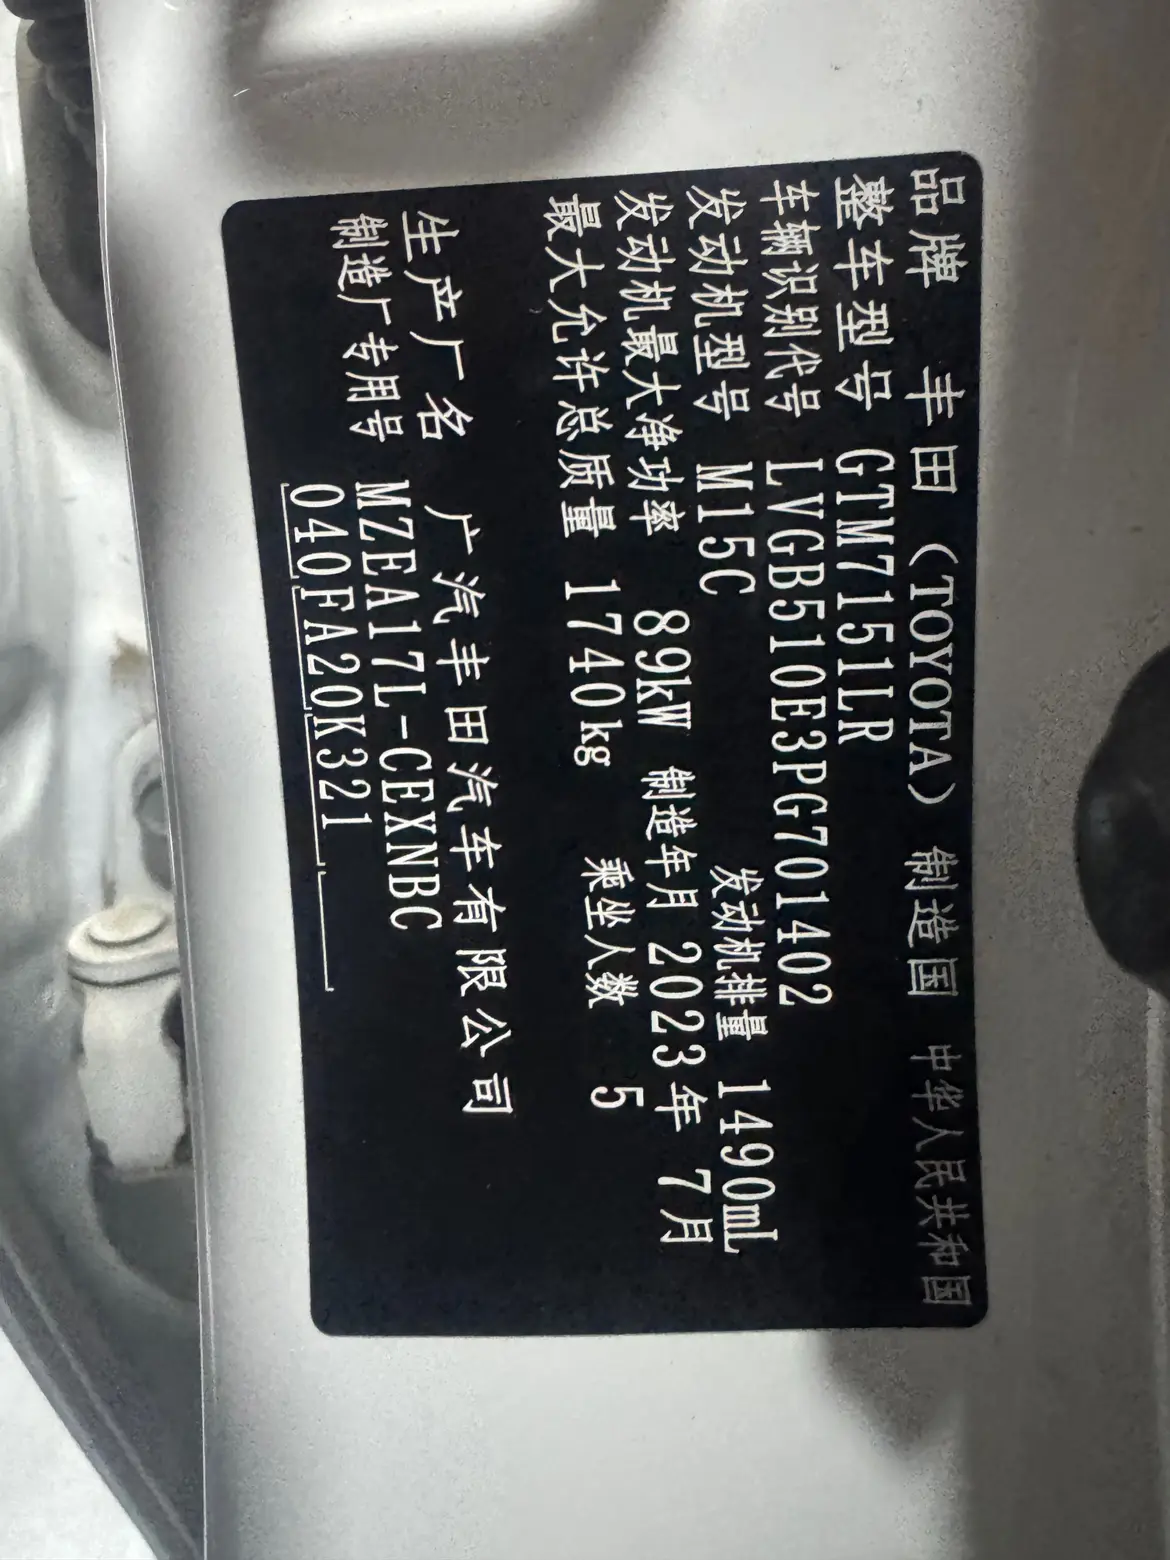 品牌 丰田（TOYOTA） 制造国 中华人民共和国
整车型号 GTM7151LR
车辆识别代号 LVGB510E3PG701402
发动机型号 M15C 发动机排量 1490mL
发动机最大净功率 89kW 制造年月 2023年 7月
最大允许总质量 1740kg 乘坐人数 5
生产厂名 广汽丰田汽车有限公司
制造厂专用号 MZEA17L-CEXNBC
040FA20K321